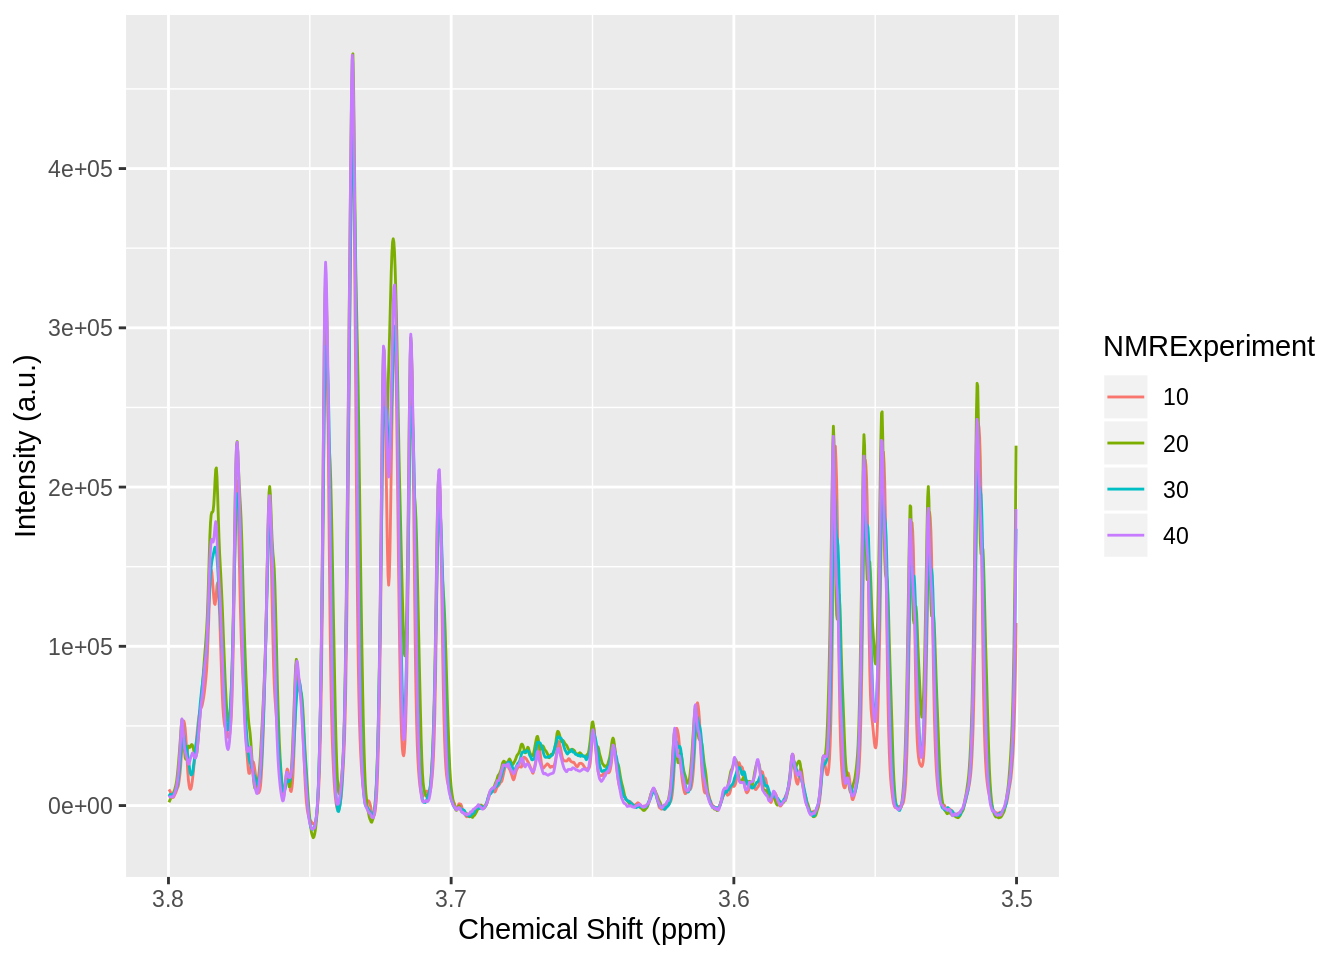 4e+05
3e+05
2e+05
1e+05
0e+00
Intensity (a.u.)
3.8
3.7
3.6
3.5
Chemical Shift (ppm)
NMRExperiment
10
20
30
40